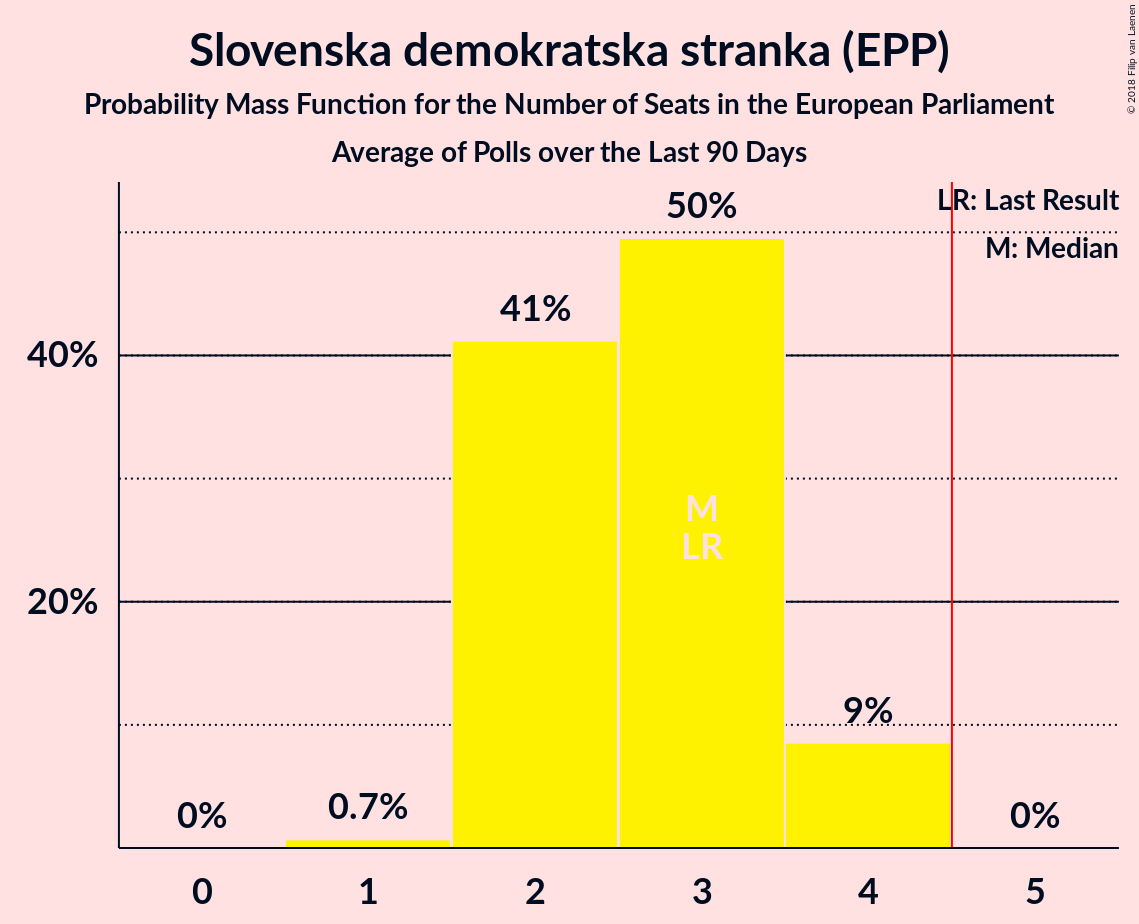 Slovenska demokratska stranka (EPP)
Probability Mass Function for the Number of Seats in the European Parliament
Average of Polls over the Last 90 Days
© 2018 Filip van Laenen
LR: Last Result
M: Median
50%
41%
40%
M
LR
20%
9%
0.7%
0%
0%
0 1 2 3 4 5